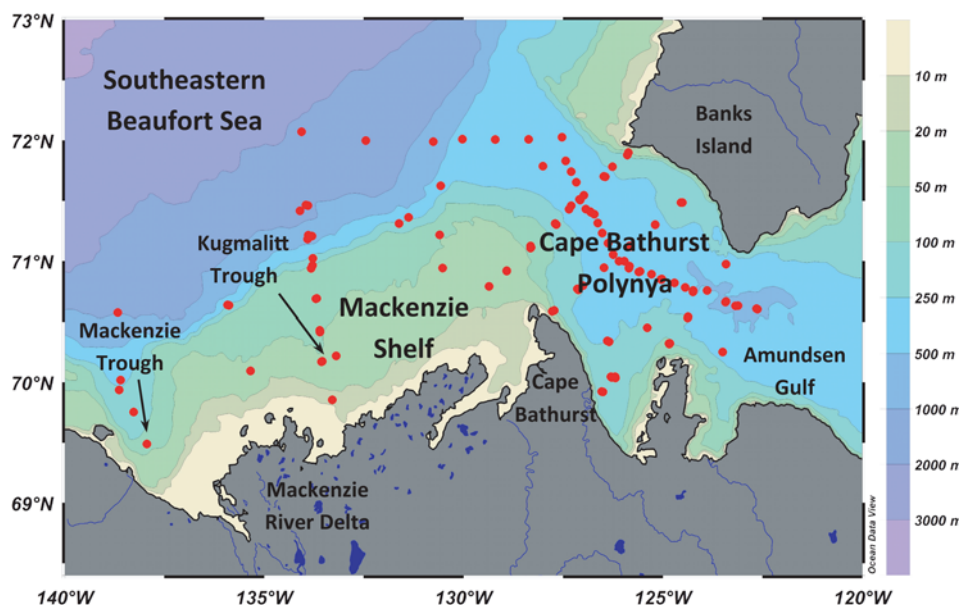 73°N
72°N
71°N
70°N
69°N
Southeastern
Beaufort Sea
Banks
Island
Kugmalitt
Trough
Cape Bathurst
Polynya
Mackenzie
Shelf
Mackenzie
Trough
Amundsen
Gulf
Cape
Bathurst
Mackenzie
River Delta
140°W
135°W
130°W
125°W
120°W
Ocean Data View
10 m
20 m
50 m
100 m
250 m
500 m
1000 m
2000 m
3000 m